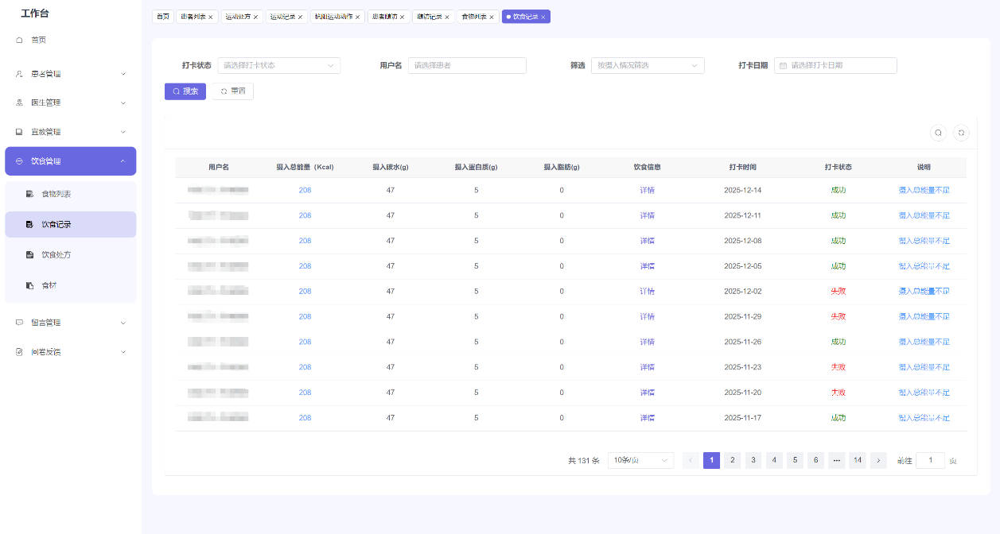 工作台
首页
患者管理
医生管理
宣教管理
饮食管理
食物列表
饮食记录
饮食处方
食材
留言管理
问卷反馈
首页 患者列表 运动处方 运动记录 抗阻运动动作 患者随访 随访记录 食物列表 饮食记录
打卡状态 请选择打卡状态 用户名 请选择患者 筛选 按摄入情况筛选 打卡日期 请选择打卡日期
搜索 重置
用户名 摄入总能量（Kcal) 摄入碳水(g) 摄入蛋白质(g) 摄入脂肪(g) 饮食信息 打卡时间 打卡状态 说明
208 47 5 0 详情 2025-12-14 成功 摄入总能量不足
208 47 5 0 详情 2025-12-11 成功 摄入总能量不足
208 47 5 0 详情 2025-12-08 成功 摄入总能量不足
208 47 5 0 详情 2025-12-05 成功 摄入总能量不足
208 47 5 0 详情 2025-12-02 失败 摄入总能量不足
208 47 5 0 详情 2025-11-29 失败 摄入总能量不足
208 47 5 0 详情 2025-11-26 成功 摄入总能量不足
208 47 5 0 详情 2025-11-23 失败 摄入总能量不足
208 47 5 0 详情 2025-11-20 失败 摄入总能量不足
208 47 5 0 详情 2025-11-17 成功 摄入总能量不足
共 131 条 10条/页 1 2 3 4 5 6 ••• 14 前往 1 页